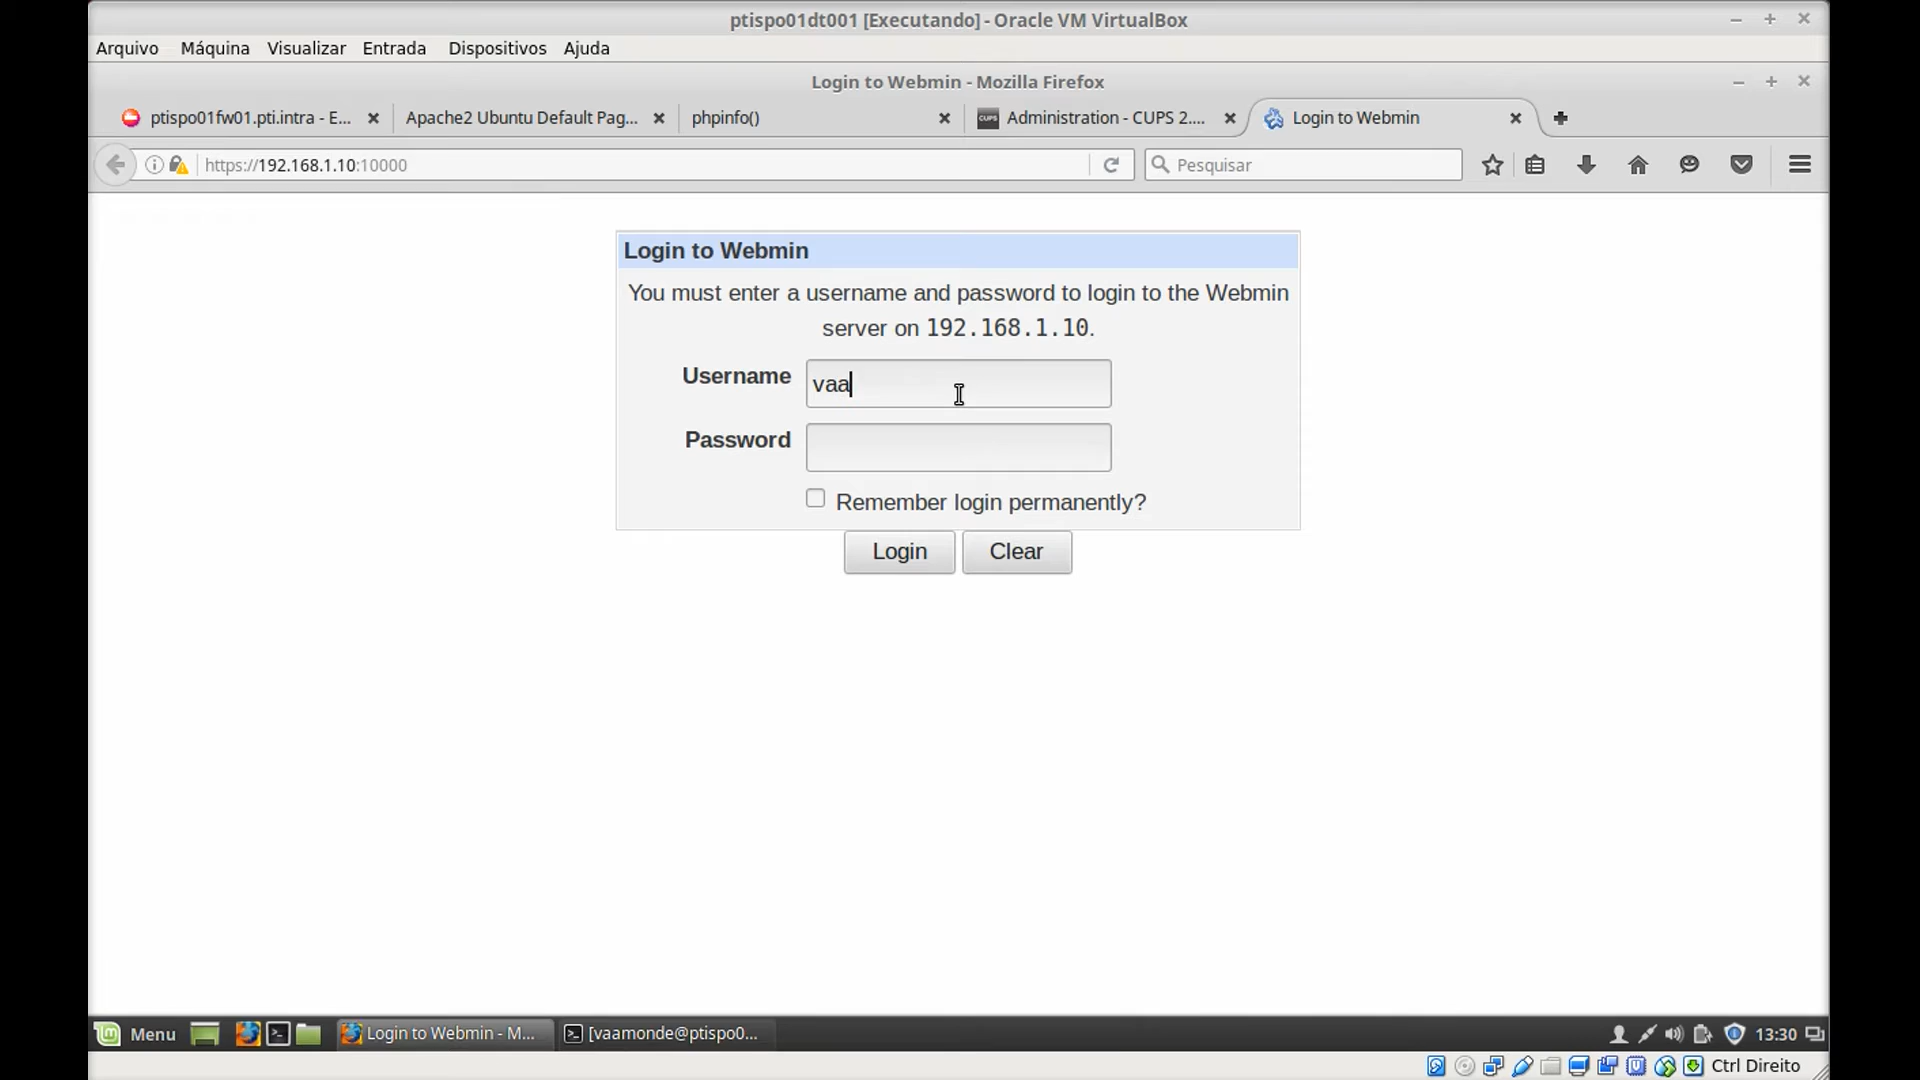 ptispo01dt001 [Executando] - Oracle VM VirtualBox
Arquivo Máquina Visualizar Entrada Dispositivos Ajuda
Login to Webmin - Mozilla Firefox
ptispo01fw01.pti.intra - E... Apache2 Ubuntu Default Pag... phpinfo() CUPS Administration - CUPS 2.... Login to Webmin
https://192.168.1.10:10000 Pesquisar
Login to Webmin
You must enter a username and password to login to the Webmin
server on 192.168.1.10.
Username vaa
Password
Remember login permanently?
Login Clear
Menu Login to Webmin - M... [vaamonde@ptispo0... 13:30
Ctrl Direito